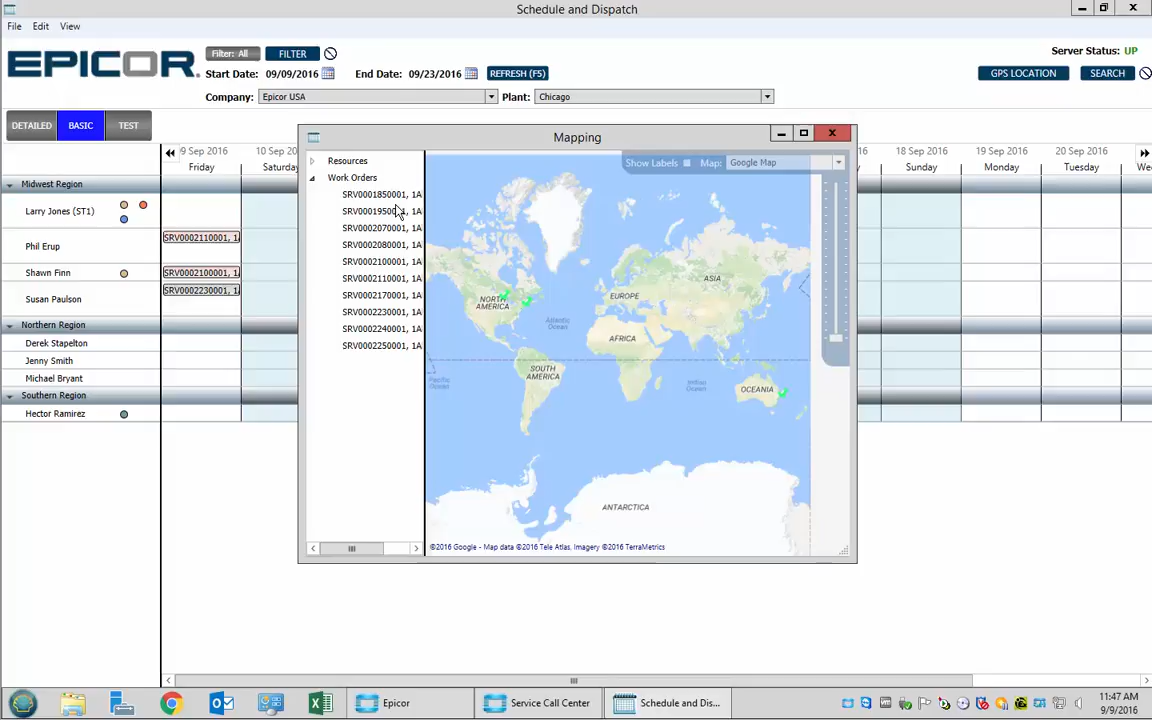 Schedule and Dispatch
File Edit View
EPICOR
Filter: All FILTER
Server Status: UP
Start Date: 09/09/2016 End Date: 09/23/2016 REFRESH (F5)
GPS LOCATION SEARCH
Company: Epicor USA Plant: Chicago
DETAILED BASIC TEST
9 Sep 2016 10 Sep 20 18 Sep 2016 19 Sep 2016 20 Sep 2016
Friday Saturda Sunday Monday Tuesday We
Midwest Region
Larry Jones (ST1)
Phil Erup SRV0002110001, 1
Shawn Finn SRV0002100001, 1
Susan Paulson SRV0002230001, 1
Northern Region
Derek Stapelton
Jenny Smith
Michael Bryant
Southern Region
Hector Ramirez
Mapping
Resources
Work Orders
SRV0001850001, 1A
SRV0001950001, 1A
SRV0002070001, 1A
SRV0002080001, 1A
SRV0002100001, 1A
SRV0002110001, 1A
SRV0002170001, 1A
SRV0002230001, 1A
SRV0002240001, 1A
SRV0002250001, 1A
Show Labels Map: Google Map
ASIA
NORTH AMERICA
EUROPE
Atlantic Ocean
AFRICA
SOUTH AMERICA
Pacific Ocean
Indian Ocean
OCEANIA
ANTARCTICA
©2016 Google - Map data ©2016 Tele Atlas, Imagery ©2016 TerraMetrics
Epicor Service Call Center Schedule and Dis...
11:47 AM
9/9/2016